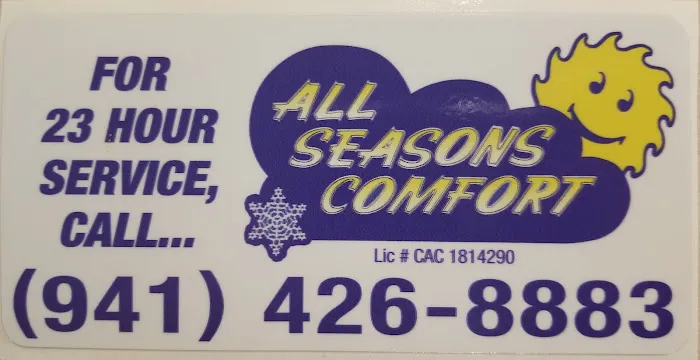 FOR
23 HOUR
SERVICE,
CALL...
ALL
SEASONS
COMFORT
Lic # CAC 1814290
(941) 426-8883